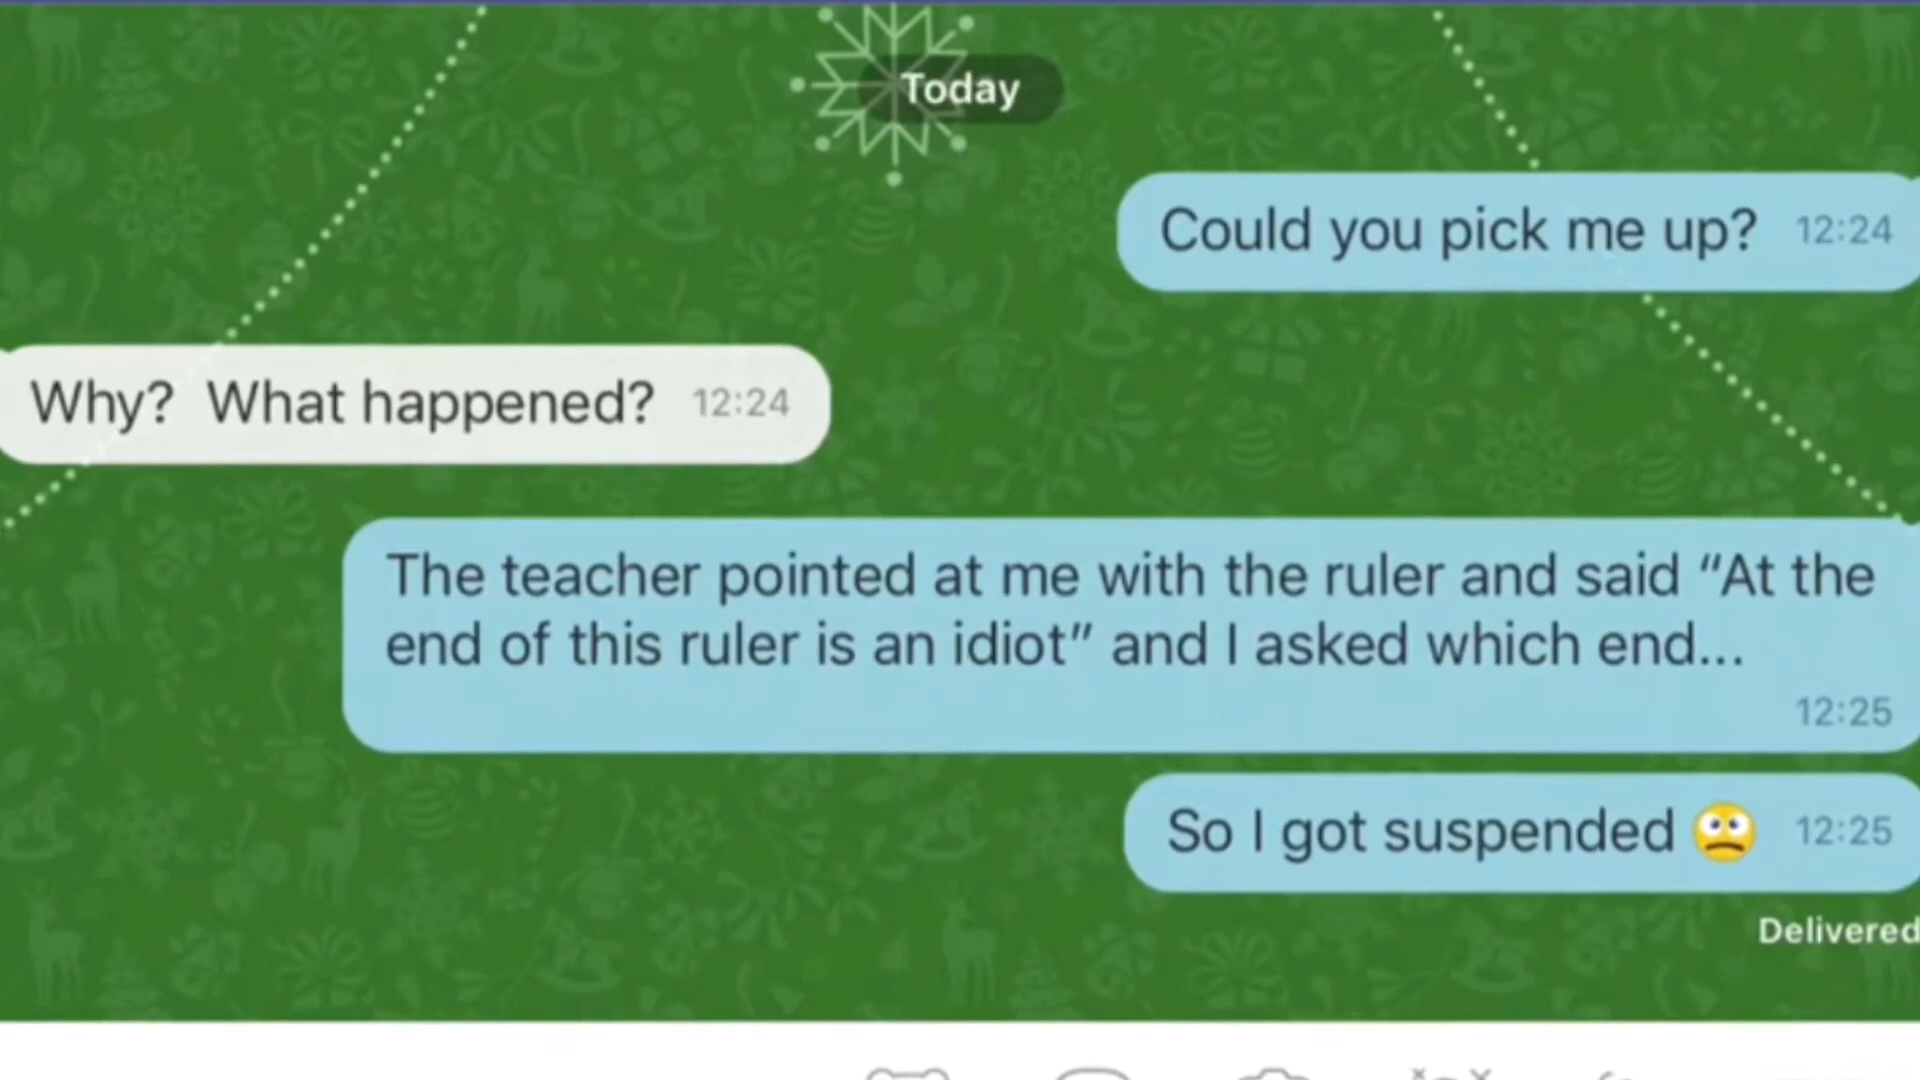 Today
Could you pick me up? 12:24
Why? What happened? 12:24
The teacher pointed at me with the ruler and said “At the
end of this ruler is an idiot” and I asked which end...
12:25
So I got suspended 🙁 12:25
Delivered